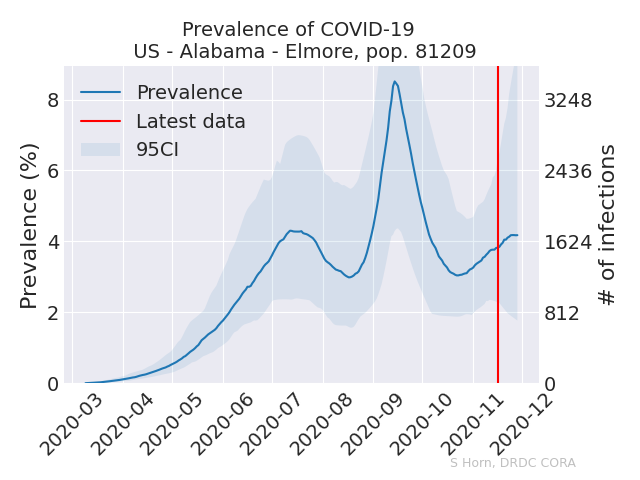 Prevalence of COVID-19
US - Alabama - Elmore, pop. 81209
Prevalence
Latest data
95CI
Prevalence (%)
8
6
4
2
0
3248
2436
1624
812
0
# of infections
2020-03
2020-04
2020-05
2020-06
2020-07
2020-08
2020-09
2020-10
2020-11
2020-12
S Horn, DRDC CORA